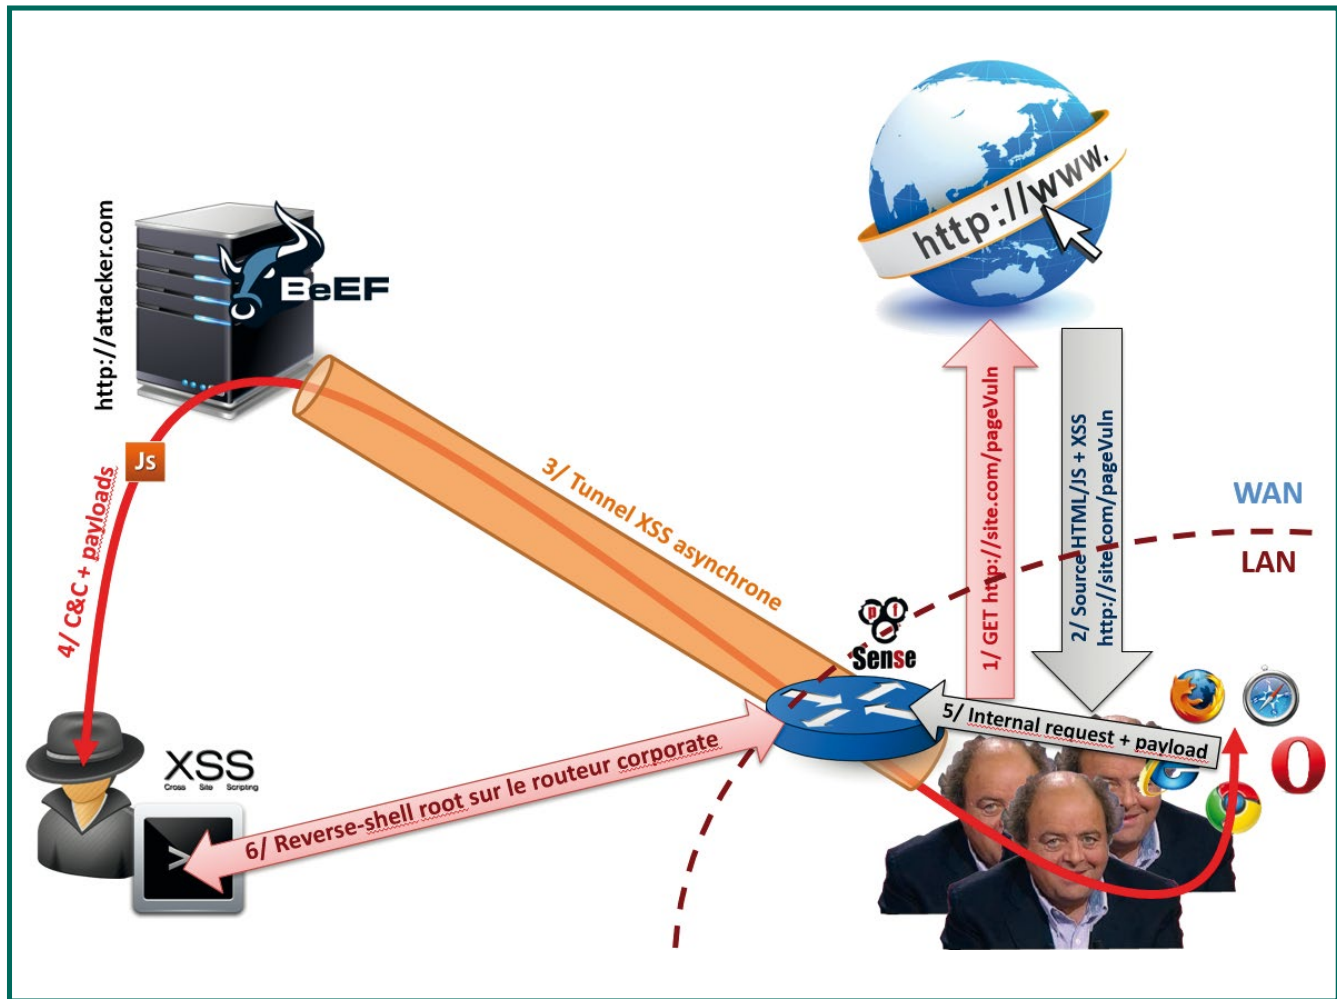 http://www.
http://attacker.com
BeEF
Js
3/ Tunnel XSS asynchrone
4/ C&C + payloads
1/ GET http://site.com/pageVuln
2/ Source HTML/JS + XSS
http://site.com/pageVuln
WAN
LAN
pf
Sense
5/ Internal request + payload
XSS
Cross Site Scripting
>
6/ Reverse-shell root sur le routeur corporate